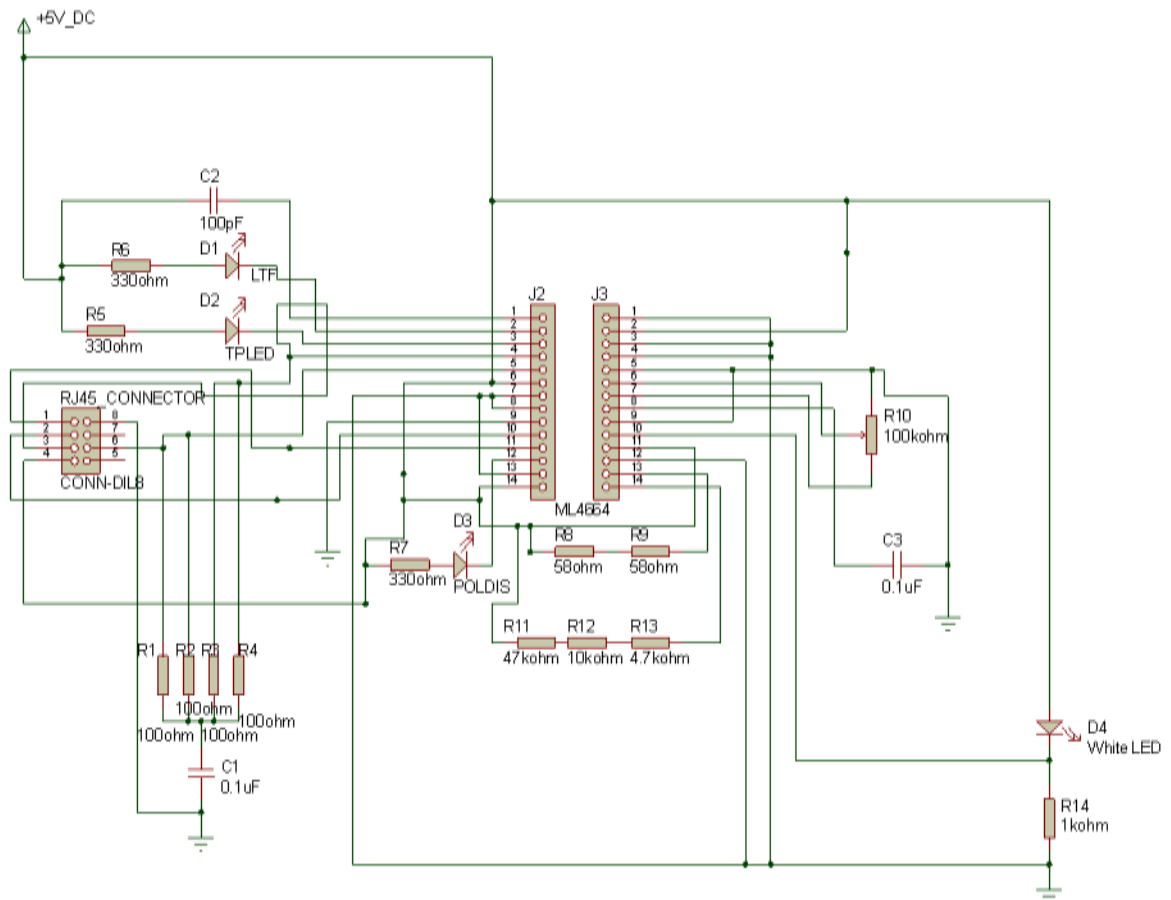 +5V_DC
C2
100pF
R6
330ohm
D1
LTF
R5
330ohm
D2
TPLED
RJ45_CONNECTOR
1
2
3
4
8
7
6
5
CONN-DIL8
J2
1
2
3
4
5
6
7
8
9
10
11
12
13
14
J3
1
2
3
4
5
6
7
8
9
10
11
12
13
14
ML4664
R10
100kohm
C3
0.1uF
R7
330ohm
D3
POLDIS
R8
58ohm
R9
58ohm
R11
47kohm
R12
10kohm
R13
4.7kohm
R1
100ohm
R2
100ohm
R3
100ohm
R4
100ohm
C1
0.1uF
D4
White LED
R14
1kohm